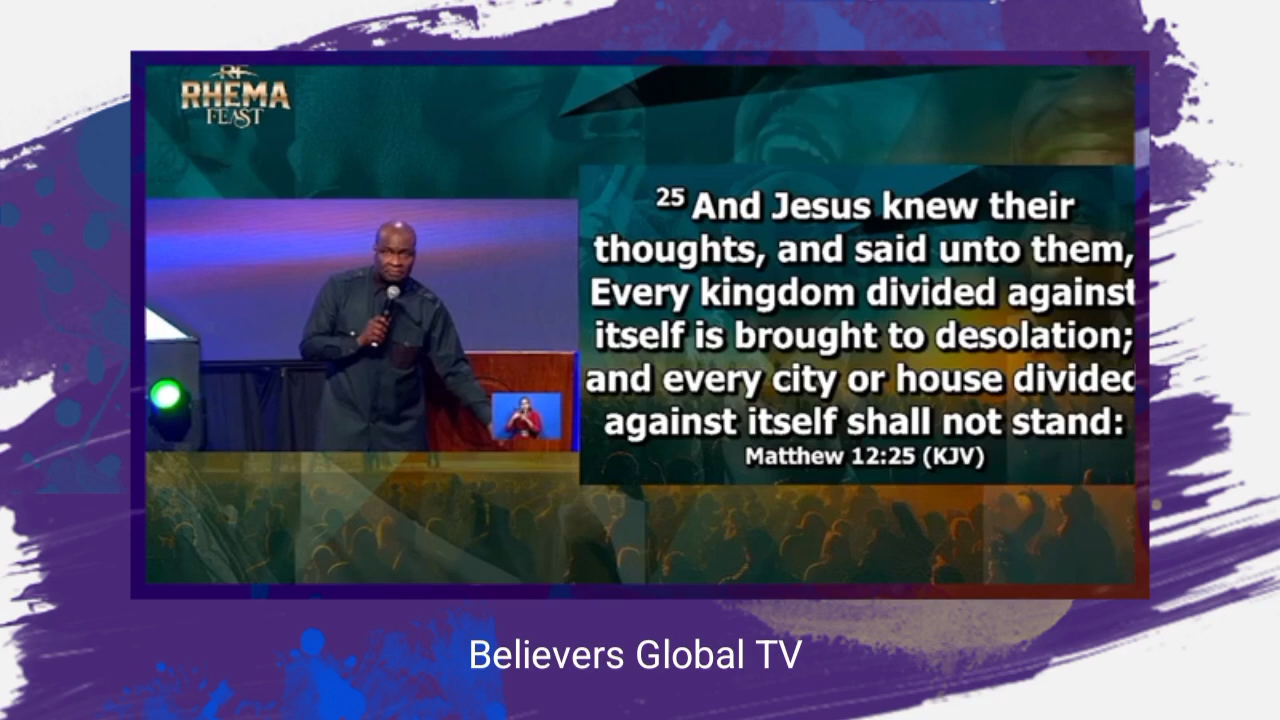 RF
RHEMA
FEAST
25 And Jesus knew their
thoughts, and said unto them,
Every kingdom divided against
itself is brought to desolation;
and every city or house divided
against itself shall not stand:
Matthew 12:25 (KJV)
Believers Global TV